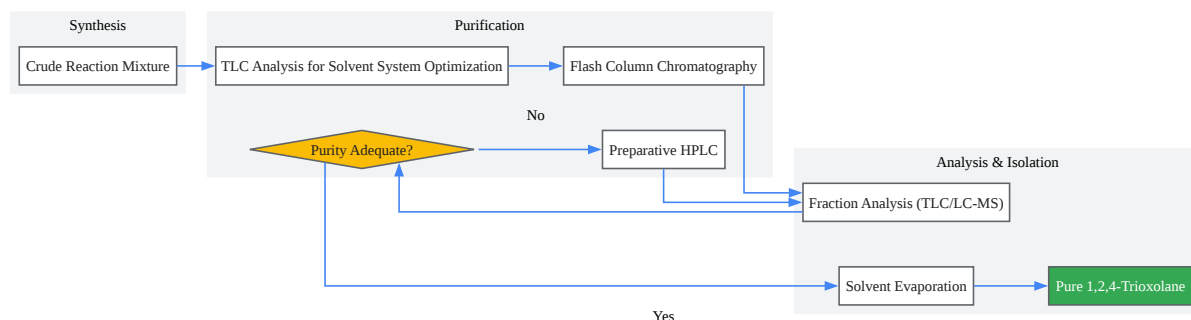 Synthesis
Purification
Crude Reaction Mixture
TLC Analysis for Solvent System Optimization
Flash Column Chromatography
No
Purity Adequate?
Preparative HPLC
Analysis & Isolation
Fraction Analysis (TLC/LC-MS)
Solvent Evaporation
Pure 1,2,4-Trioxolane
Yes